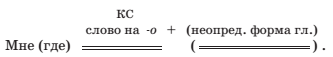 КС
слово на -о + (неопред. форма гл.)
Мне (где) ( ) .